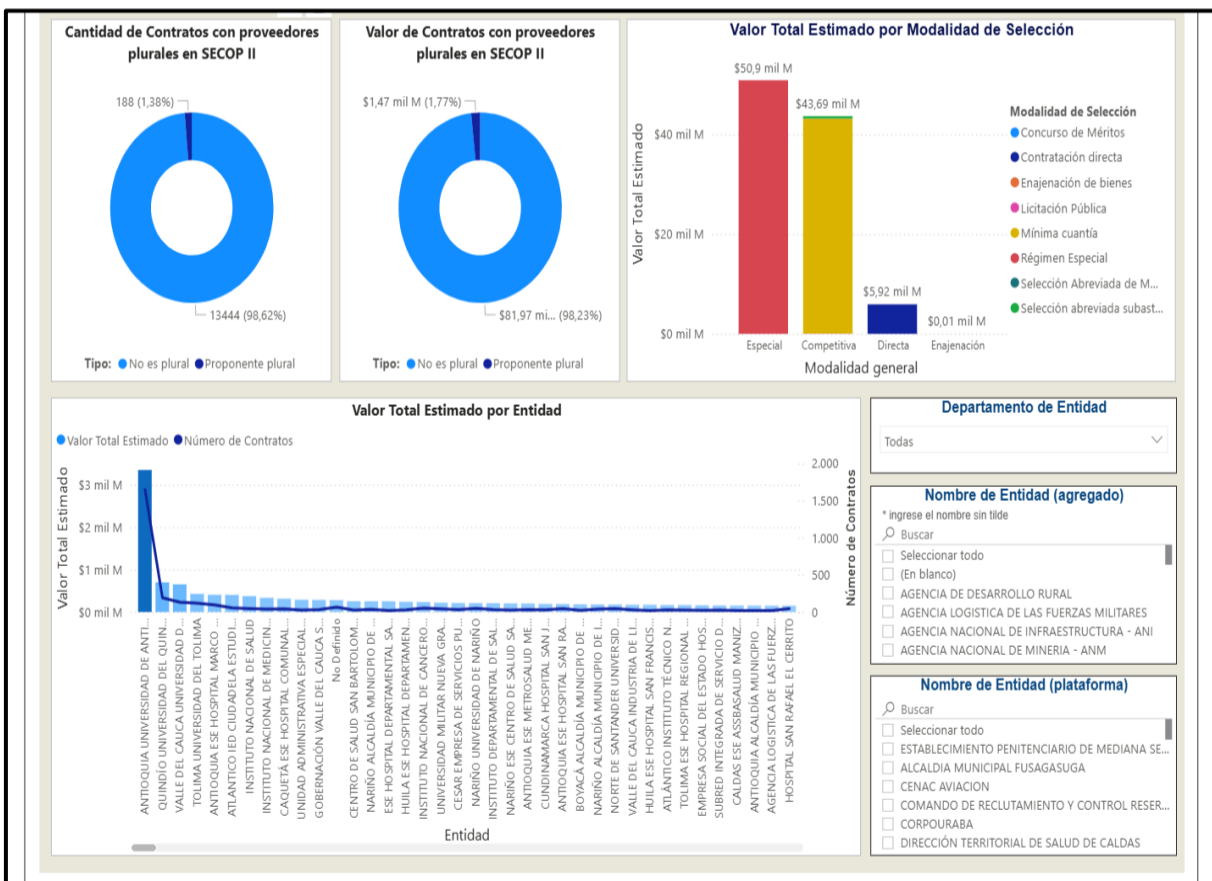 Cantidad de Contratos con proveedores
plurales en SECOP II
188 (1,38%)
13444 (98,62%)
Tipo: No es plural Proponente plural
Valor de Contratos con proveedores
plurales en SECOP II
$1,47 mil M (1,77%)
$81,97 mi... (98,23%)
Tipo: No es plural Proponente plural
Valor Total Estimado por Modalidad de Selección
Valor Total Estimado
$40 mil M
$20 mil M
$0 mil M
$50,9 mil M
$43,69 mil M
$5,92 mil M
$0,01 mil M
Especial
Competitiva
Directa
Enajenación
Modalidad general
Modalidad de Selección
Concurso de Méritos
Contratación directa
Enajenación de bienes
Licitación Pública
Mínima cuantía
Régimen Especial
Selección Abreviada de M...
Selección abreviada subast...
Valor Total Estimado por Entidad
Valor Total Estimado Número de Contratos
Valor Total Estimado
$3 mil M
$2 mil M
$1 mil M
$0 mil M
2.000
1.500
1.000
500
0
Número de Contratos
ANTIOQUIA UNIVERSIDAD DE ANTI...
QUINDÍO UNIVERSIDAD DEL QUIN...
VALLE DEL CAUCA UNIVERSIDAD D...
TOLIMA UNIVERSIDAD DEL TOLIMA
ANTIOQUIA ESE HOSPITAL MARCO ...
ATLANTICO IED CIUDADELA ESTUDI...
INSTITUTO NACIONAL DE SALUD
INSTITUTO NACIONAL DE MEDICIN...
CAQUETÁ ESE HOSPITAL COMUNAL...
UNIDAD ADMINISTRATIVA ESPECIAL...
GOBERNACIÓN VALLE DEL CAUCA S...
No Definido
CENTRO DE SALUD SAN BARTOLOM...
NARIÑO ALCALDÍA MUNICIPIO DE ...
ESE HOSPITAL DEPARTAMENTAL SA...
HUILA ESE HOSPITAL DEPARTAMEN...
INSTITUTO NACIONAL DE CANCERO...
UNIVERSIDAD MILITAR NUEVA GRA...
CESAR EMPRESA DE SERVICIOS PU...
NARIÑO UNIVERSIDAD DE NARIÑO
INSTITUTO DEPARTAMENTAL DE SAL...
NARIÑO ESE CENTRO DE SALUD SA...
ANTIOQUIA ESE METROSALUD ME...
CUNDINAMARCA HOSPITAL SAN J...
ANTIOQUIA ESE HOSPITAL SAN RA...
BOYACÁ ALCALDÍA MUNICIPIO DE ...
NARIÑO ALCALDÍA MUNICIPIO DE I...
NORTE DE SANTANDER UNIVERSID...
VALLE DEL CAUCA INDUSTRIA DE LI...
HUILA ESE HOSPITAL SAN FRANCIS...
ATLÁNTICO INSTITUTO TÉCNICO N...
TOLIMA ESE HOSPITAL REGIONAL ...
EMPRESA SOCIAL DEL ESTADO HOS...
SUBRED INTEGRADA DE SERVICIO D...
CALDAS ESE ASSBASALUD MANIZ...
ANTIOQUIA ALCALDÍA MUNICIPIO ...
AGENCIA LOGISTICA DE LAS FUERZ...
HOSPITAL SAN RAFAEL EL CERRITO
Entidad
Departamento de Entidad
Todas
Nombre de Entidad (agregado)
* ingrese el nombre sin tilde
Buscar
Seleccionar todo
(En blanco)
AGENCIA DE DESARROLLO RURAL
AGENCIA LOGISTICA DE LAS FUERZAS MILITARES
AGENCIA NACIONAL DE INFRAESTRUCTURA - ANI
AGENCIA NACIONAL DE MINERIA - ANM
Nombre de Entidad (plataforma)
Buscar
Seleccionar todo
ESTABLECIMIENTO PENITENCIARIO DE MEDIANA SE...
ALCALDIA MUNICIPAL FUSAGASUGA
CENAC AVIACION
COMANDO DE RECLUTAMIENTO Y CONTROL RESER...
CORPOURABA
DIRECCIÓN TERRITORIAL DE SALUD DE CALDAS